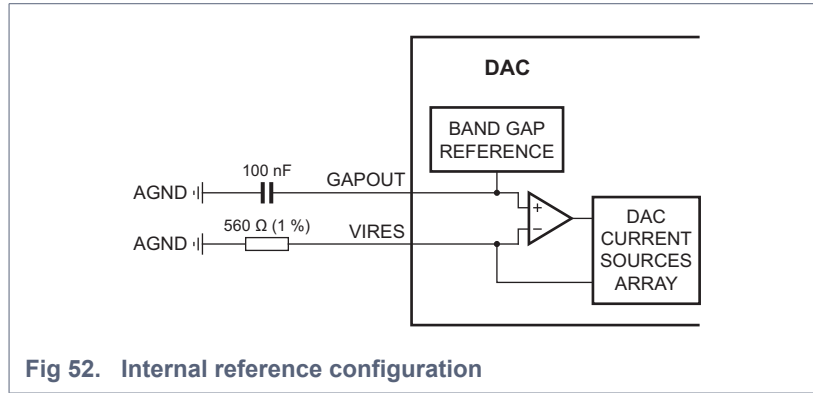 DAC
BAND GAP
REFERENCE
100 nF
AGND
GAPOUT
560 Ω (1 %)
AGND
VIRES
+
−
DAC
CURRENT
SOURCES
ARRAY
Fig 52. Internal reference configuration